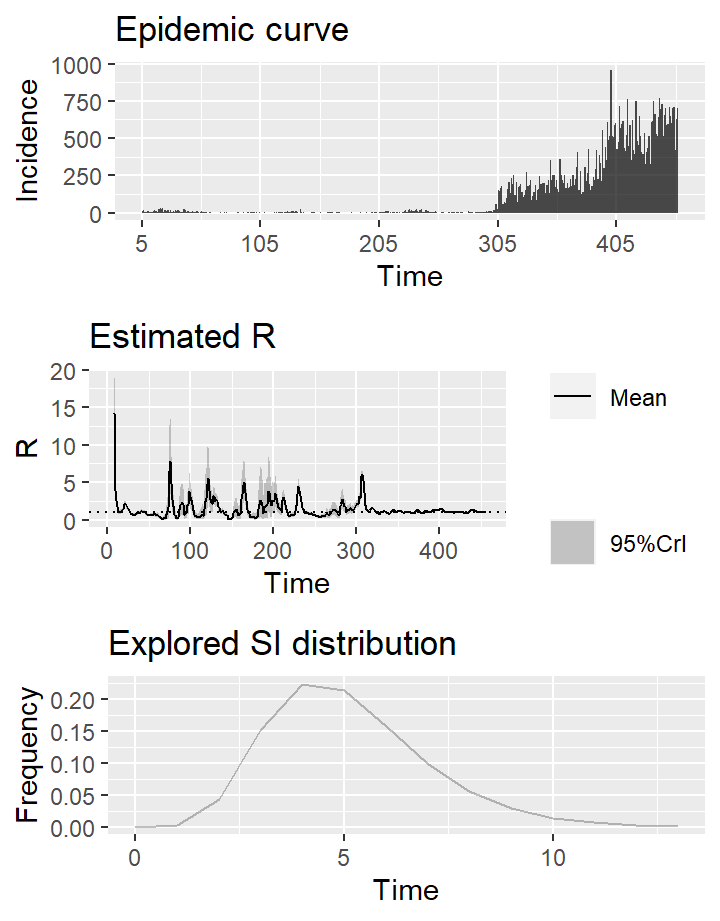 Epidemic curve
1000
750
500
250
0
Incidence
5 105 205 305 405
Time
Estimated R
20
15
10
5
0
R
0 100 200 300 400
Time
Mean
95%CrI
Explored SI distribution
0.20
0.15
0.10
0.05
0.00
Frequency
0 5 10
Time